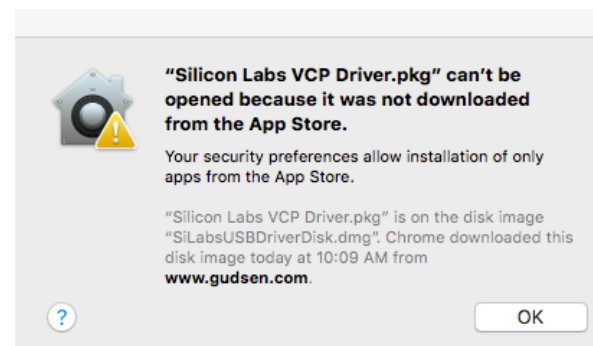 “Silicon Labs VCP Driver.pkg” can’t be
opened because it was not downloaded
from the App Store.
Your security preferences allow installation of only
apps from the App Store.
“Silicon Labs VCP Driver.pkg” is on the disk image
“SiLabsUSBDriverDisk.dmg”. Chrome downloaded this
disk image today at 10:09 AM from
www.gudsen.com.
?
OK